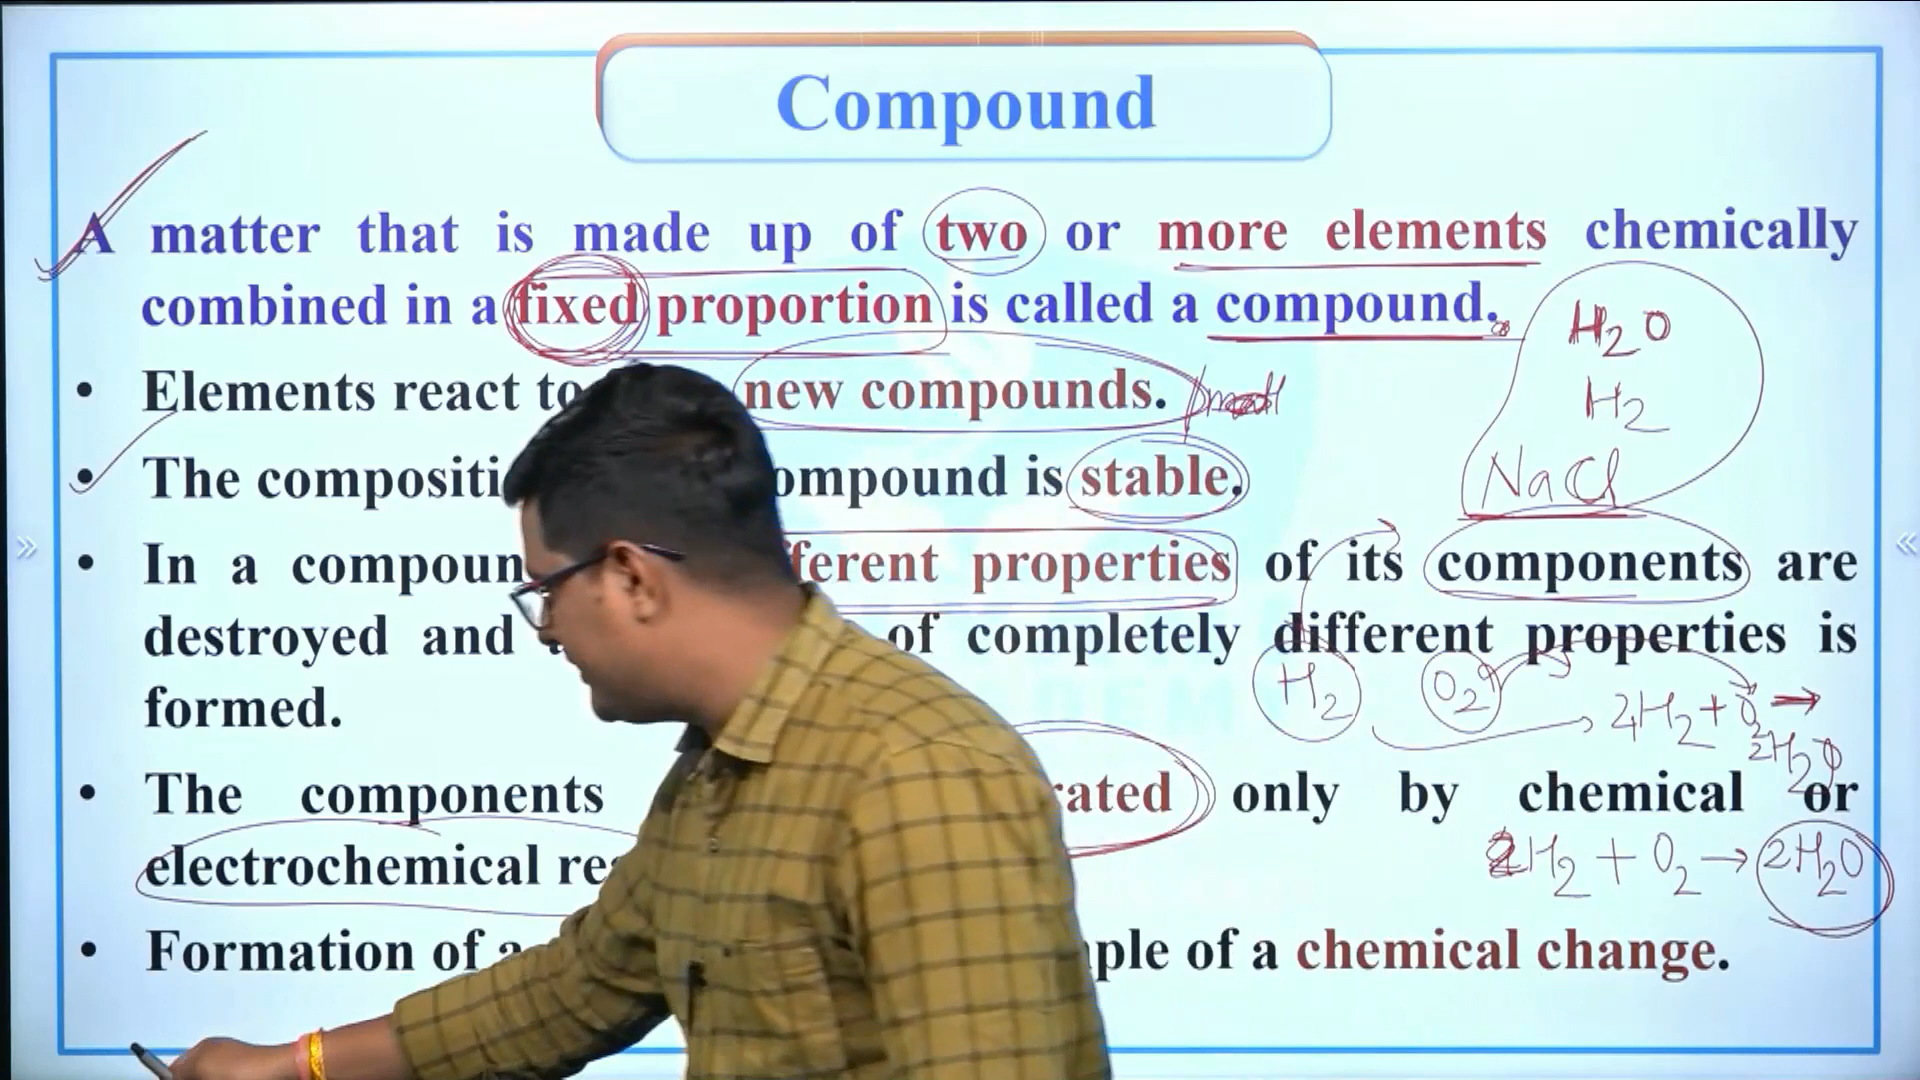 Compound
A matter that is made up of two or more elements chemically
combined in a fixed proportion is called a compound.
H2O
• Elements react to new compounds.
H2
• The compositi ompound is stable.
NaCl
• In a compoun ferent properties of its components are
destroyed and of completely different properties is
H2 O2
formed.
2H2 + O2 →
2H2O
• The components rated only by chemical or
electrochemical re
2H2 + O2 → 2H2O
• Formation of a ple of a chemical change.